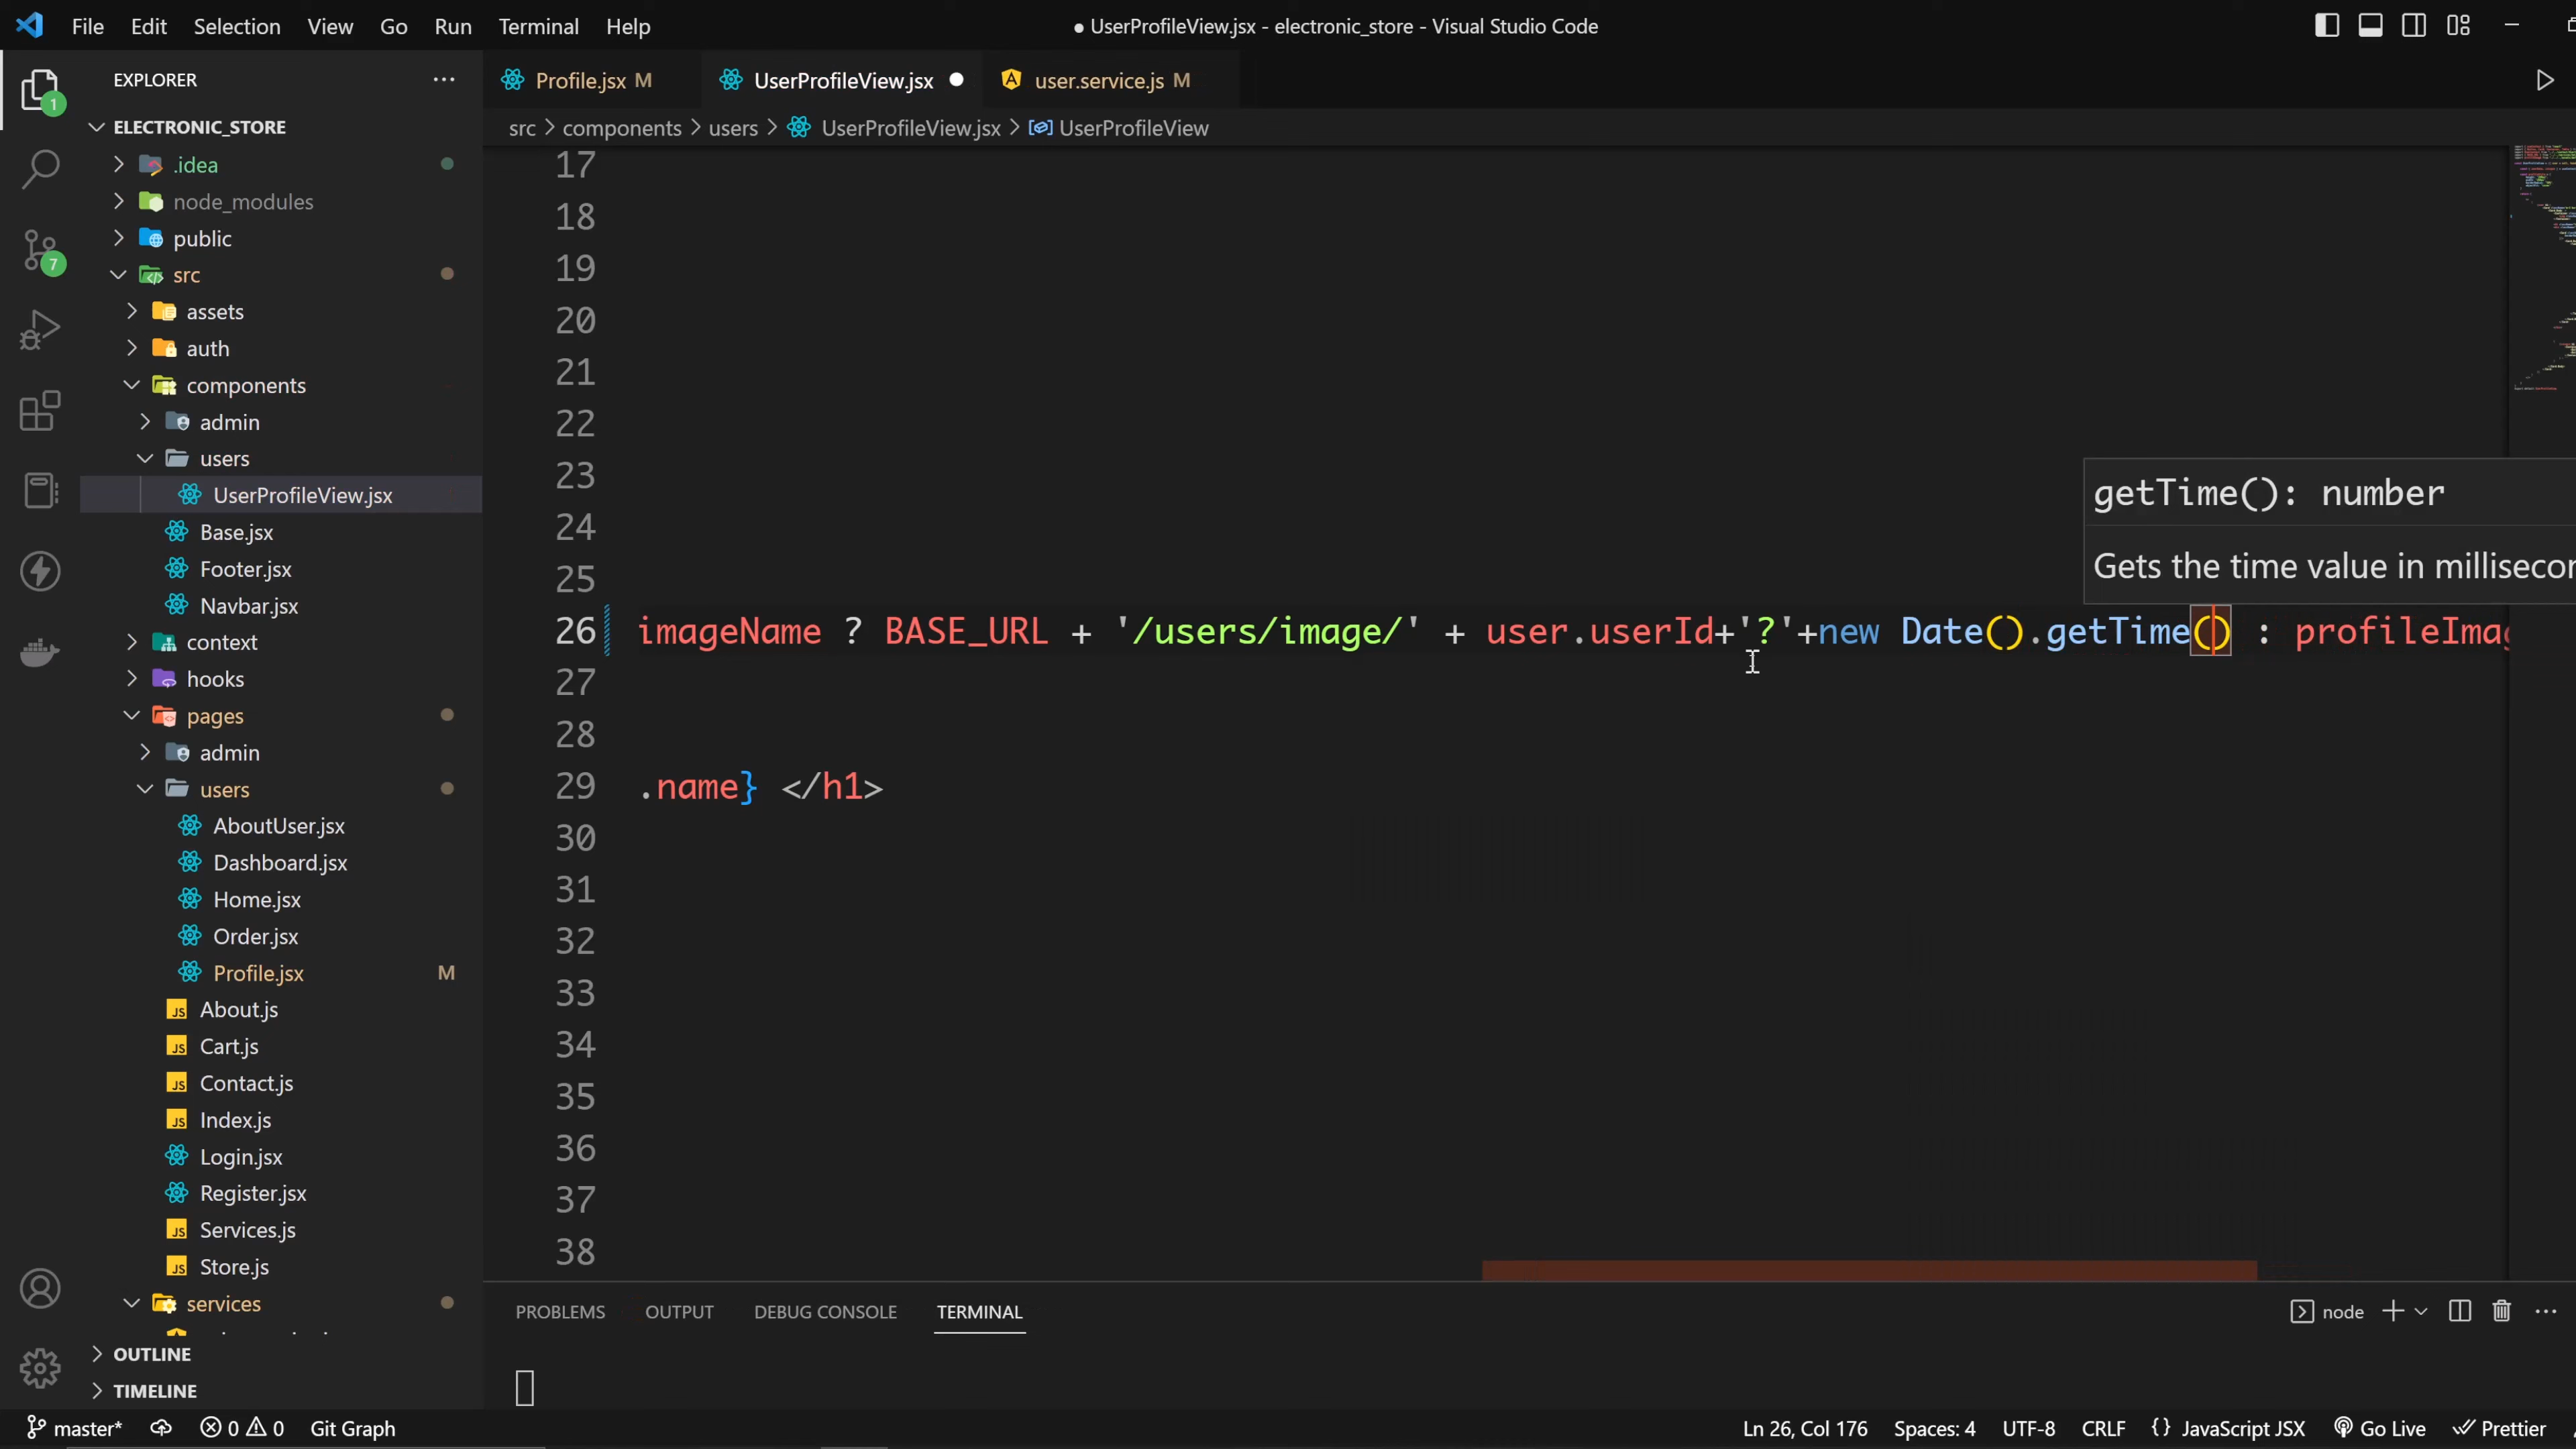 File Edit Selection View Go Run Terminal Help
● UserProfileView.jsx - electronic_store - Visual Studio Code
EXPLORER
1
7
ELECTRONIC_STORE
.idea
node_modules
public
src
assets
auth
components
admin
users
UserProfileView.jsx
Base.jsx
Footer.jsx
Navbar.jsx
context
hooks
pages
admin
users
AboutUser.jsx
Dashboard.jsx
Home.jsx
Order.jsx
Profile.jsx M
About.js
Cart.js
Contact.js
Index.js
Login.jsx
Register.jsx
Services.js
Store.js
services
OUTLINE
TIMELINE
Profile.jsx M UserProfileView.jsx user.service.js M
src > components > users > UserProfileView.jsx > UserProfileView
17
18
19
20
21
22
23
24
25
getTime(): number
Gets the time value in millisecon
26 imageName ? BASE_URL + '/users/image/' + user.userId+'?'+new Date().getTime() : profileImag
27
28
29 .name} </h1>
30
31
32
33
34
35
36
37
38
PROBLEMS OUTPUT DEBUG CONSOLE TERMINAL
node
master* 0 0 Git Graph
Ln 26, Col 176 Spaces: 4 UTF-8 CRLF {} JavaScript JSX Go Live Prettier